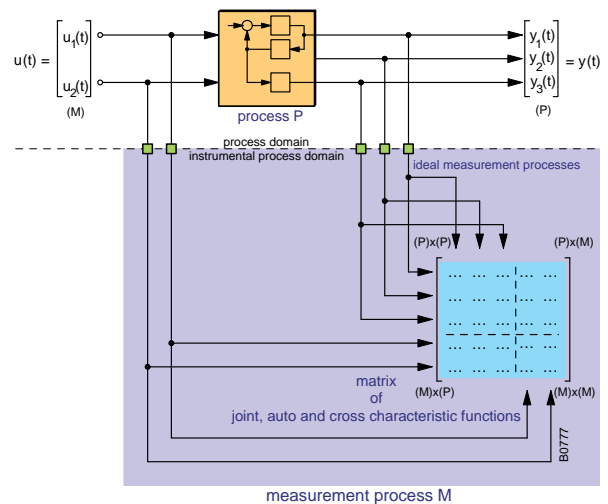 u1(t)
u(t) =
u2(t)
(M)
process P
y1(t)
y2(t)
= y(t)
y3(t)
(P)
process domain
instrumental process domain
ideal measurement processes
(P)x(P)
(P)x(M)
... ... ... ... ...
... ... ... ... ...
... ... ... ... ...
... ... ... ... ...
... ... ... ... ...
(M)x(P)
(M)x(M)
matrix
of
joint, auto and cross characteristic functions
B0777
measurement process M